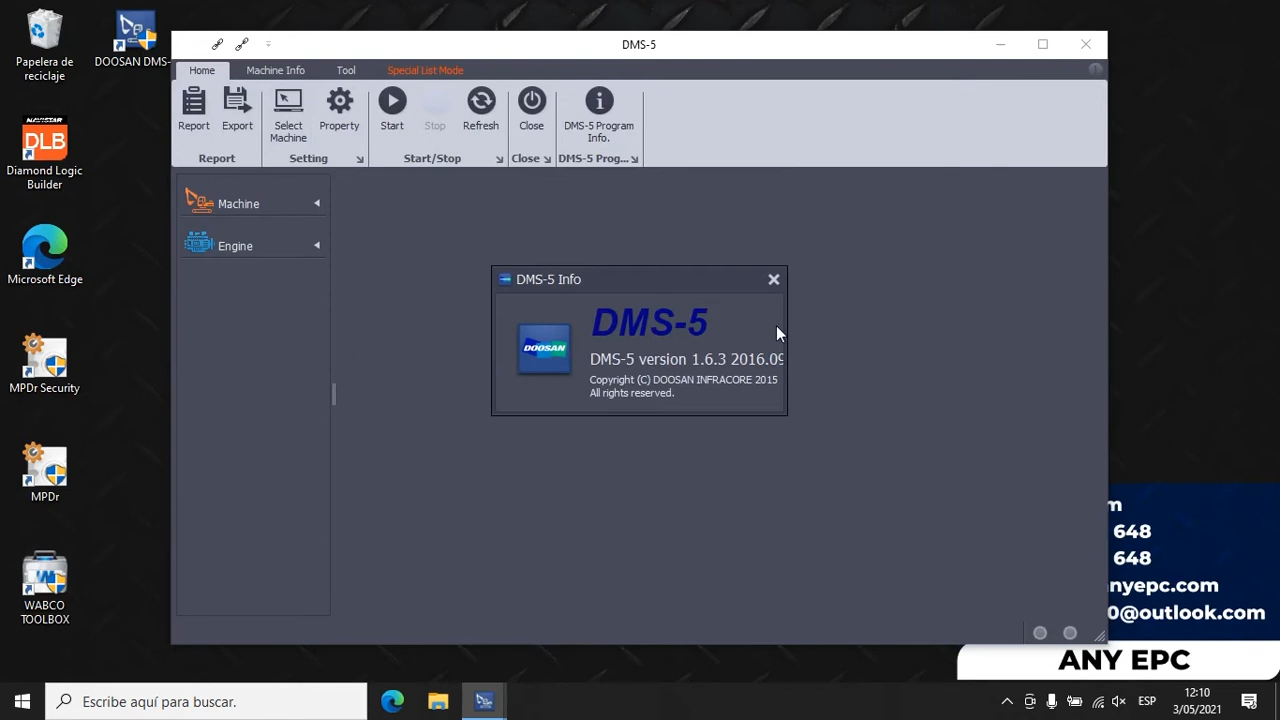 Papelera de
reciclaje
DOOSAN DMS-
NAVISTAR
DLB
Diamond Logic
Builder
Microsoft Edge
MPDr Security
MPDr
WABCO
TOOLBOX
DMS-5
Home
Machine Info
Tool
Special List Mode
Report
Export
Select
Machine
Property
Start
Stop
Refresh
Close
DMS-5 Program
Info.
Report
Setting
Start/Stop
Close
DMS-5 Prog...
Machine
Engine
DMS-5 Info
DOOSAN
DMS-5
DMS-5 version 1.6.3 2016.09
Copyright (C) DOOSAN INFRACORE 2015
All rights reserved.
m
648
648
nyepc.com
0@outlook.com
ANY EPC
Escribe aquí para buscar.
ESP
12:10
3/05/2021